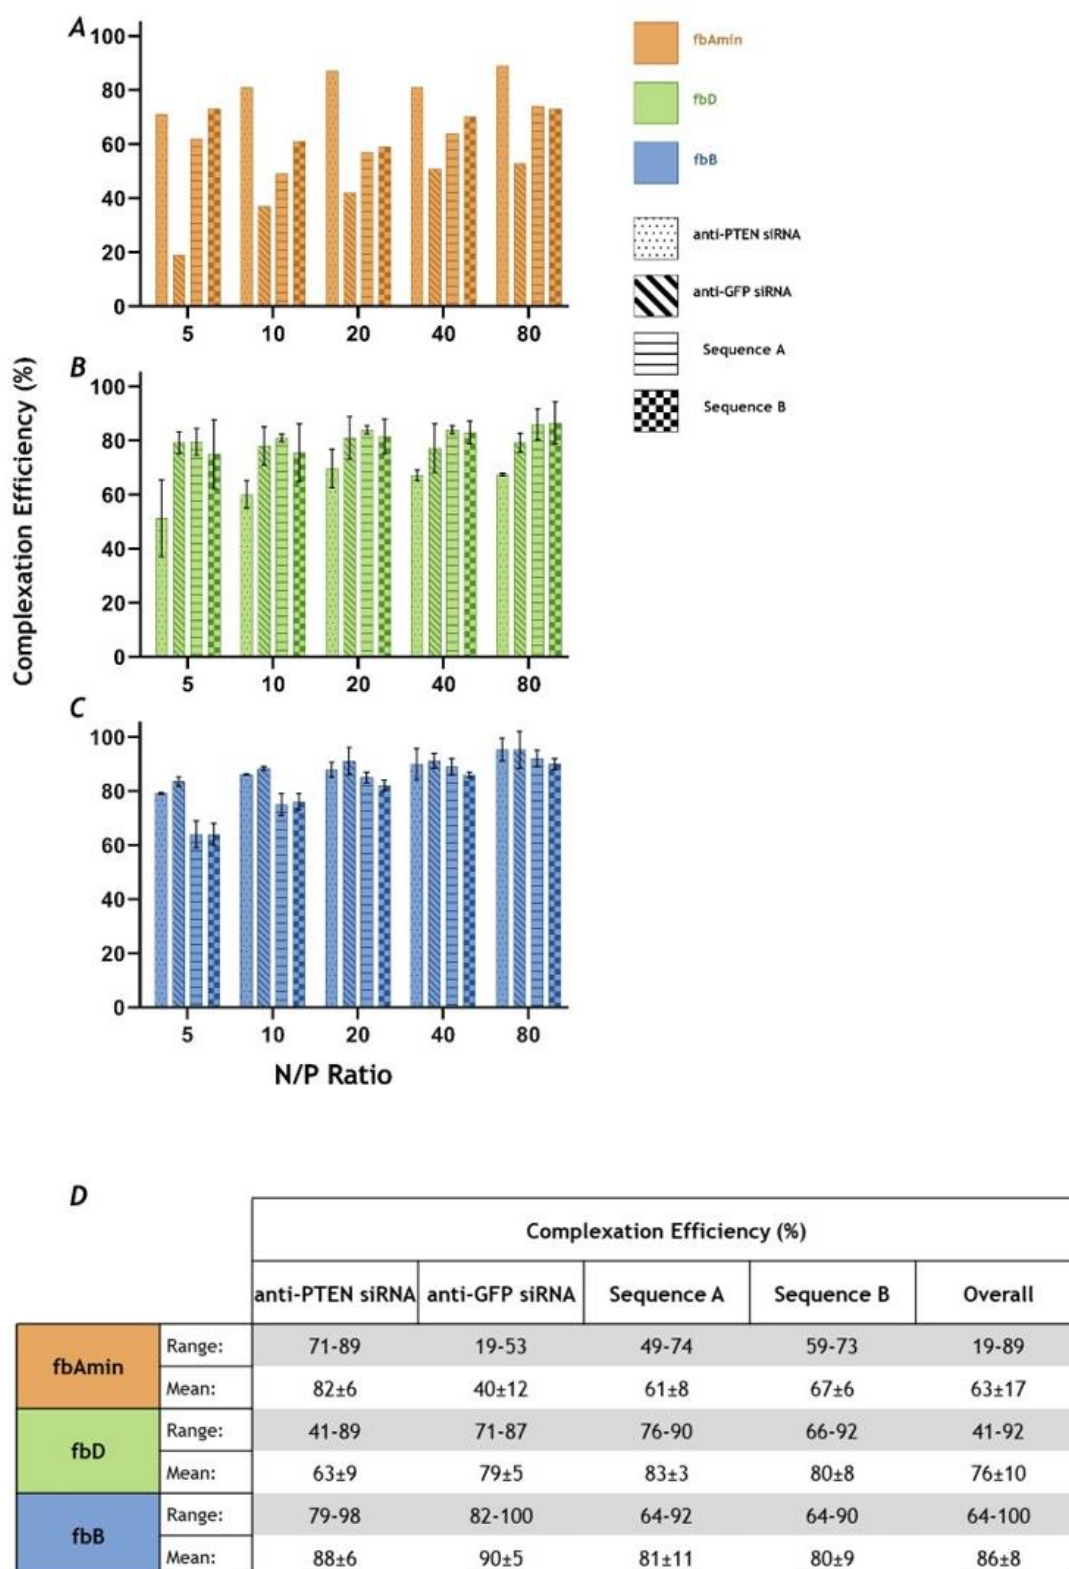 A
100
80
60
40
20
0
5 10 20 40 80
fbAmin
fbD
fbB
anti-PTEN siRNA
anti-GFP siRNA
Sequence A
Sequence B
Complexation Efficiency (%)
B
100
80
60
40
20
0
5 10 20 40 80
C
100
80
60
40
20
0
5 10 20 40 80
N/P Ratio
D
Complexation Efficiency (%)
anti-PTEN siRNA anti-GFP siRNA Sequence A Sequence B Overall
fbAmin
Range: 71-89 19-53 49-74 59-73 19-89
Mean: 82±6 40±12 61±8 67±6 63±17
fbD
Range: 41-89 71-87 76-90 66-92 41-92
Mean: 63±9 79±5 83±3 80±8 76±10
fbB
Range: 79-98 82-100 64-92 64-90 64-100
Mean: 88±6 90±5 81±11 80±9 86±8